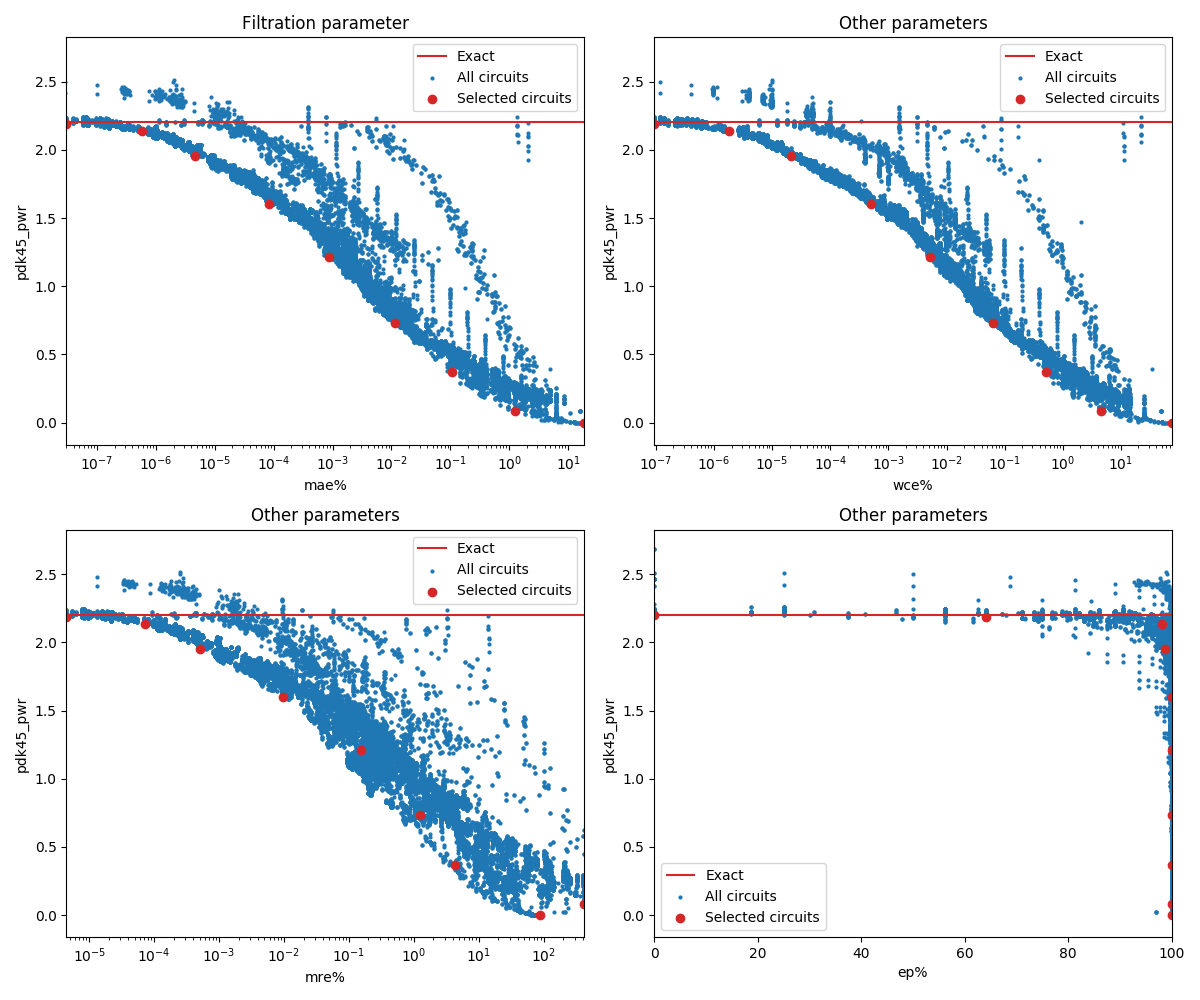 Filtration parameter
2.5
2.0
1.5
1.0
0.5
0.0
pdk45_pwr
Exact
All circuits
Selected circuits
10⁻⁷ 10⁻⁶ 10⁻⁵ 10⁻⁴ 10⁻³ 10⁻² 10⁻¹ 10⁰ 10¹
mae%
Other parameters
2.5
2.0
1.5
1.0
0.5
0.0
pdk45_pwr
Exact
All circuits
Selected circuits
10⁻⁷ 10⁻⁶ 10⁻⁵ 10⁻⁴ 10⁻³ 10⁻² 10⁻¹ 10⁰ 10¹
wce%
Other parameters
2.5
2.0
1.5
1.0
0.5
0.0
pdk45_pwr
Exact
All circuits
Selected circuits
10⁻⁵ 10⁻⁴ 10⁻³ 10⁻² 10⁻¹ 10⁰ 10¹ 10²
mre%
Other parameters
2.5
2.0
1.5
1.0
0.5
0.0
pdk45_pwr
Exact
All circuits
Selected circuits
0 20 40 60 80 100
ep%